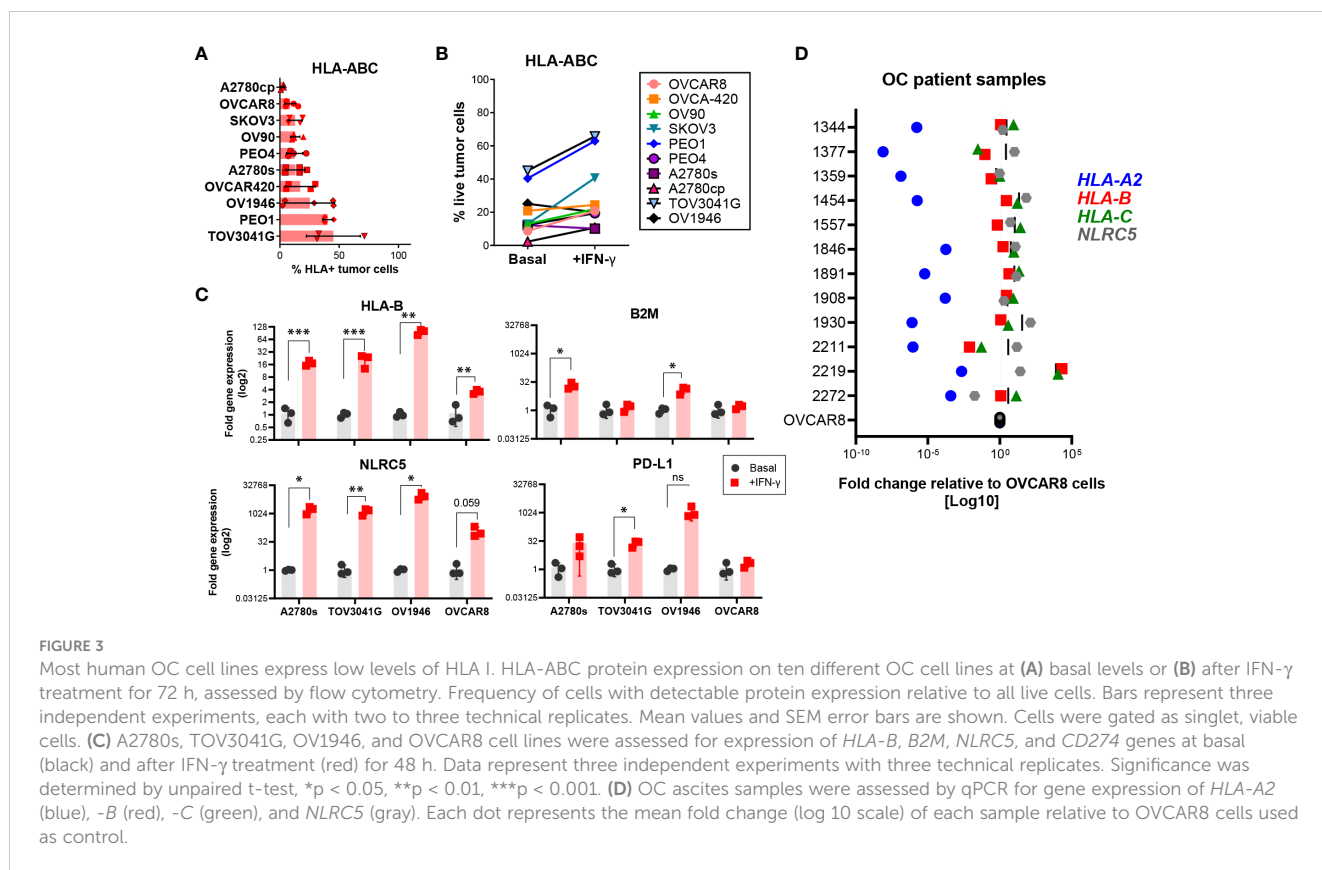 A
HLA-ABC
A2780cp
OVCAR8
SKOV3
OV90
PEO4
A2780s
OVCAR420
OV1946
PEO1
TOV3041G
0 50 100
% HLA+ tumor cells
B
HLA-ABC
100
80
60
40
20
0
% live tumor cells
Basal +IFN-γ
OVCAR8
OVCA-420
OV90
SKOV3
PEO1
PEO4
A2780s
A2780cp
TOV3041G
OV1946
C
HLA-B
Fold gene expression
(log2)
128
64
32
16
8
4
2
1
0.5
0.25
*** *** ** **
B2M
32768
1024
32
1
0.03125
* *
NLRC5
Fold gene expression
(log2)
32768
1024
32
1
0.03125
* ** * 0.059
A2780s TOV3041G OV1946 OVCAR8
PD-L1
32768
1024
32
1
0.03125
* ns
A2780s TOV3041G OV1946 OVCAR8
Basal
+IFN-γ
D
OC patient samples
1344
1377
1359
1454
1557
1846
1891
1908
1930
2211
2219
2272
OVCAR8
10-10 10-5 100 105
Fold change relative to OVCAR8 cells
[Log10]
HLA-A2
HLA-B
HLA-C
NLRC5
FIGURE 3
Most human OC cell lines express low levels of HLA I. HLA-ABC protein expression on ten different OC cell lines at (A) basal levels or (B) after IFN-γ
treatment for 72 h, assessed by flow cytometry. Frequency of cells with detectable protein expression relative to all live cells. Bars represent three
independent experiments, each with two to three technical replicates. Mean values and SEM error bars are shown. Cells were gated as singlet, viable
cells. (C) A2780s, TOV3041G, OV1946, and OVCAR8 cell lines were assessed for expression of HLA-B, B2M, NLRC5, and CD274 genes at basal
(black) and after IFN-γ treatment (red) for 48 h. Data represent three independent experiments with three technical replicates. Significance was
determined by unpaired t-test, *p < 0.05, **p < 0.01, ***p < 0.001. (D) OC ascites samples were assessed by qPCR for gene expression of HLA-A2
(blue), -B (red), -C (green), and NLRC5 (gray). Each dot represents the mean fold change (log 10 scale) of each sample relative to OVCAR8 cells used
as control.